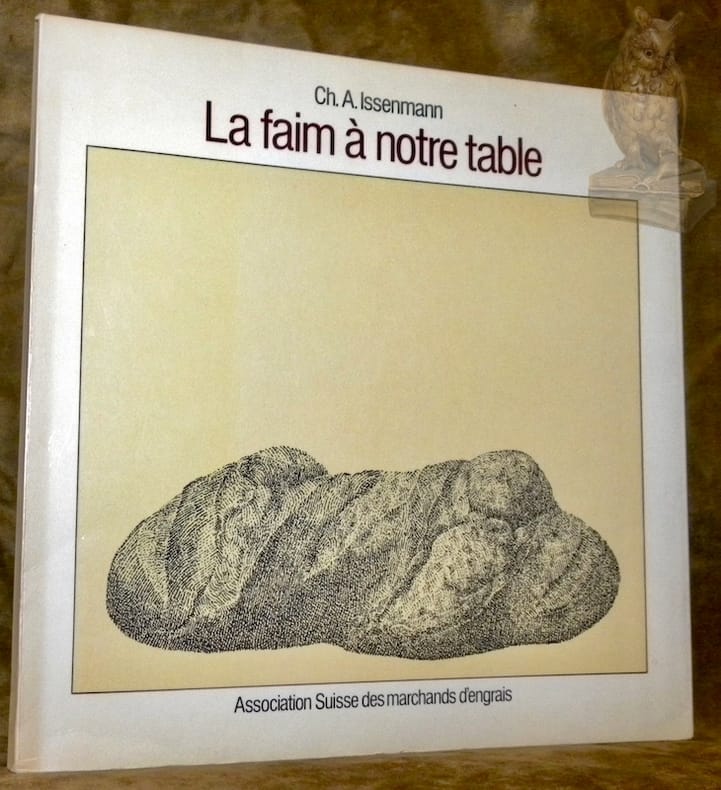 Ch. A. Issenmann
La faim à notre table
Association Suisse des marchands d'engrais